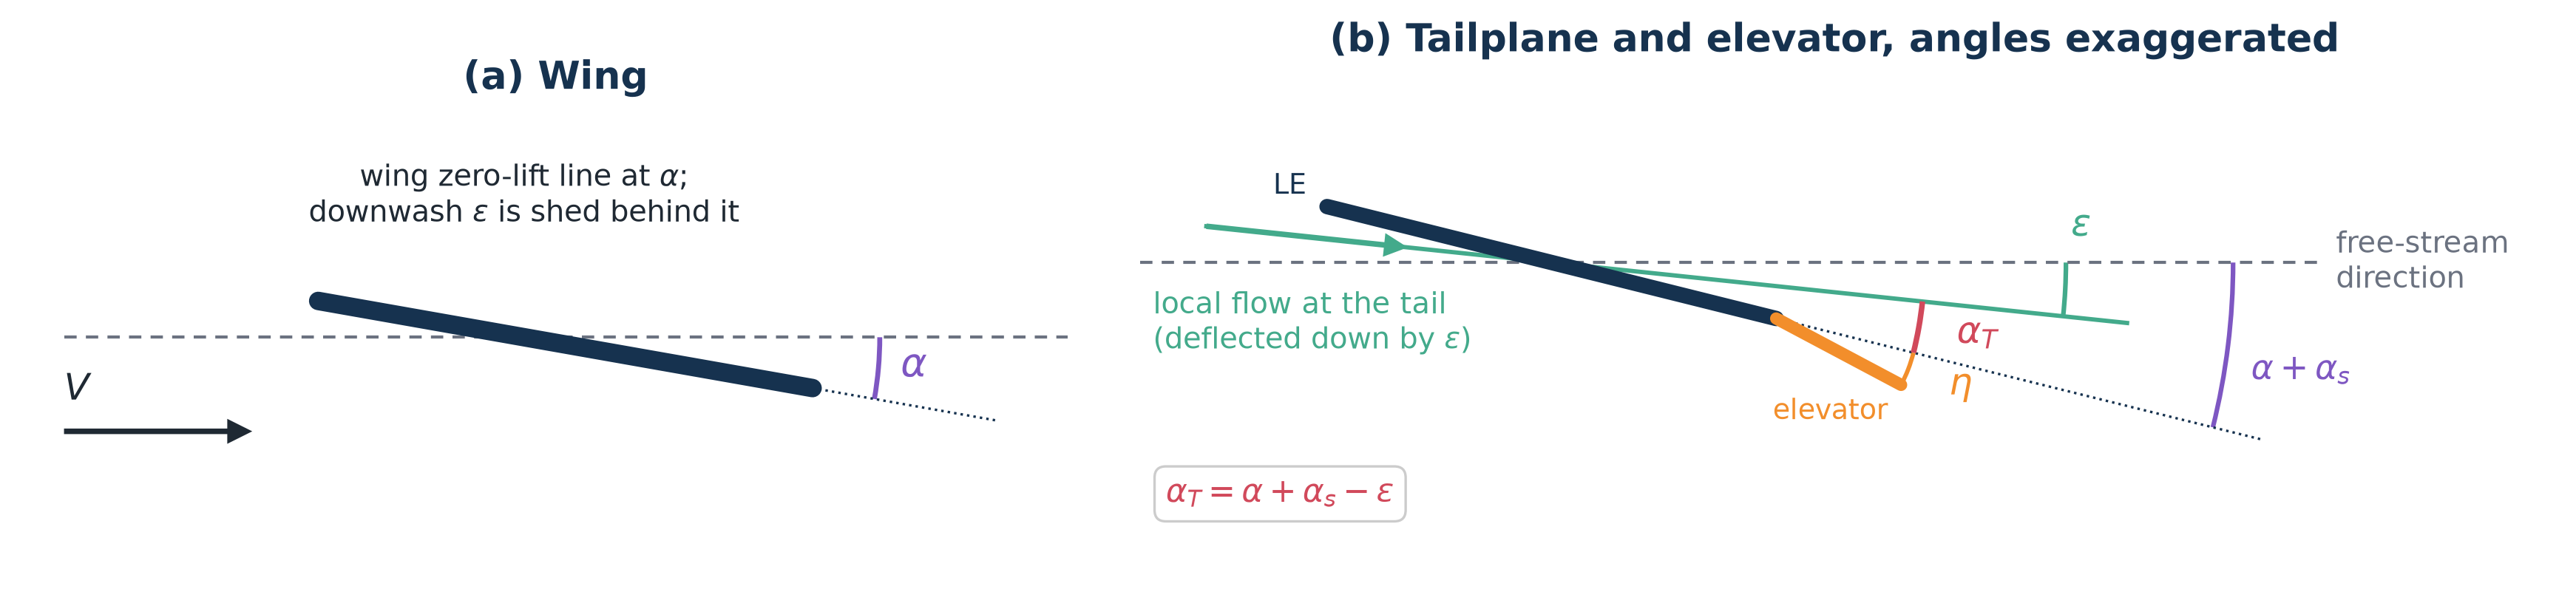 (a) Wing
wing zero-lift line at α;
downwash ε is shed behind it
α
V
(b) Tailplane and elevator, angles exaggerated
LE
ε
free-stream
direction
local flow at the tail
(deflected down by ε)
α_T
α + α_s
η
elevator
α_T = α + α_s − ε